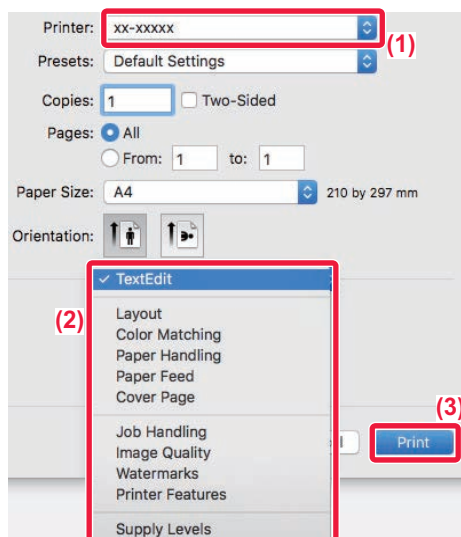 Printer: xx-xxxxx
(1)
Presets: Default Settings
Copies: 1 Two-Sided
Pages: All
From: 1 to: 1
Paper Size: A4 210 by 297 mm
Orientation:
✓ TextEdit
(2)
Layout
Color Matching
Paper Handling
Paper Feed
Cover Page
(3)
Job Handling
Image Quality
Watermarks
Printer Features
Print
Supply Levels